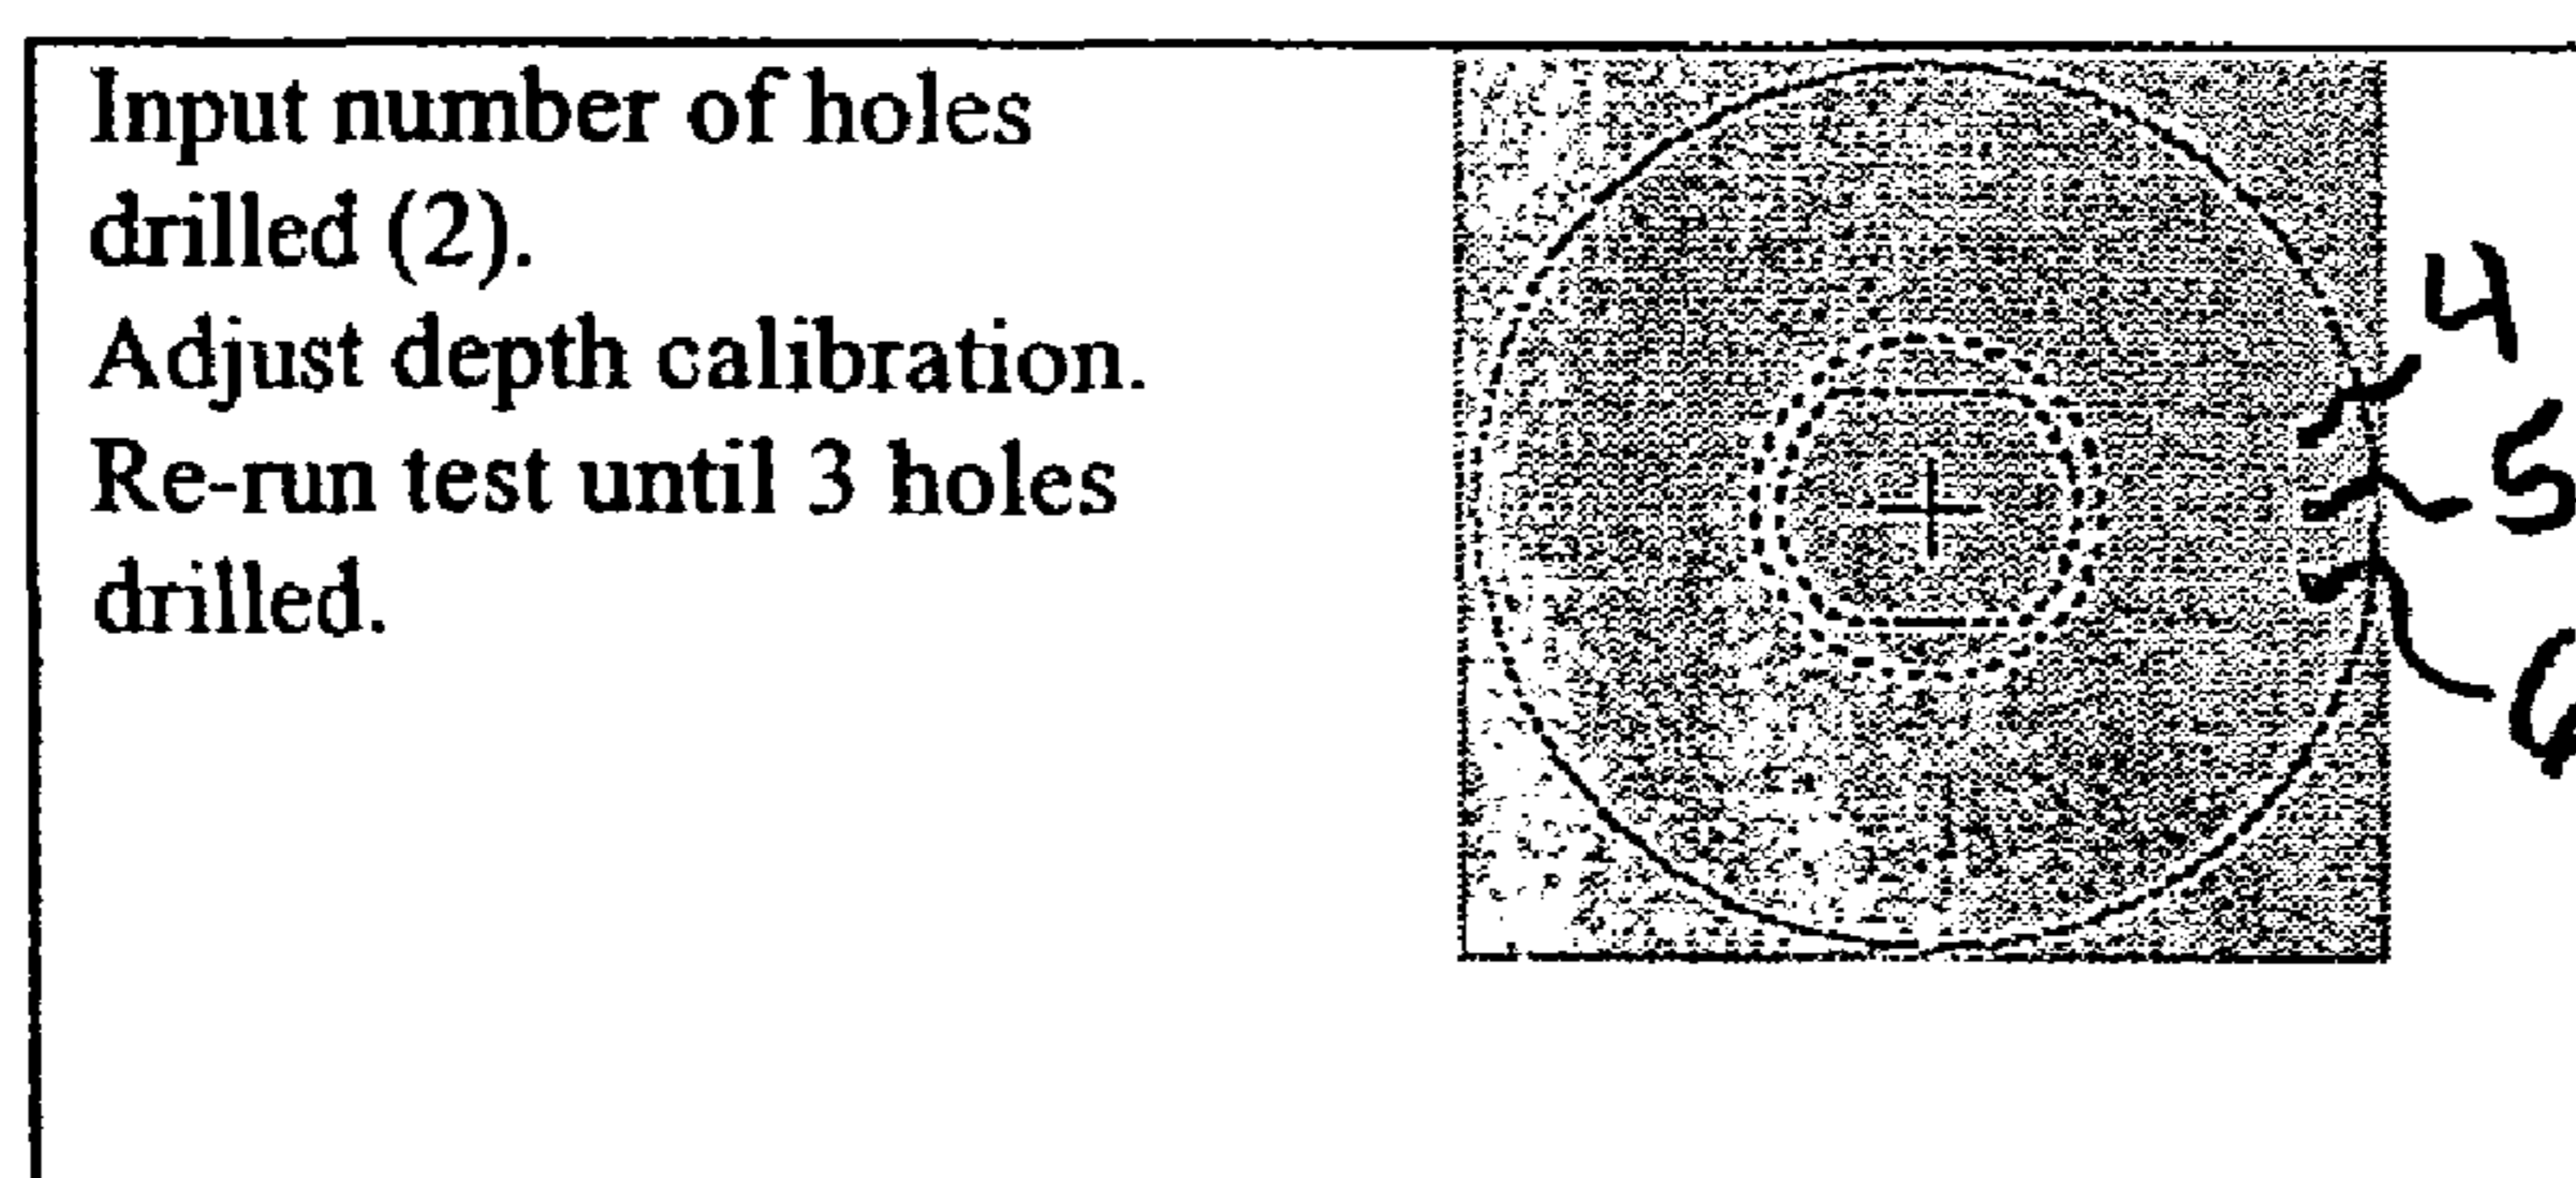 Input number of holes
drilled (2).
Adjust depth calibration.
Re-run test until 3 holes
drilled.
4
5
6